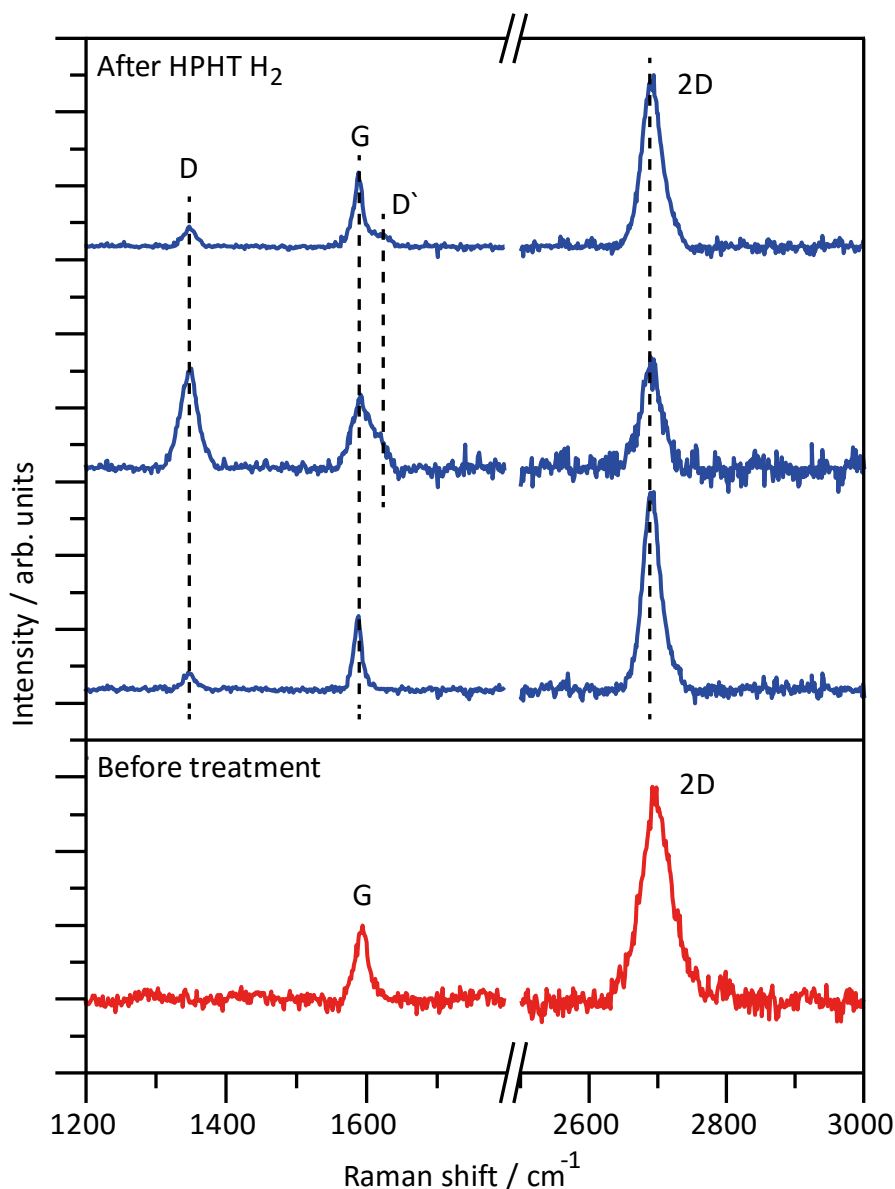 After HPHT H2
2D
G
D
D`
Intensity / arb. units
Before treatment
2D
G
1200 1400 1600 2600 2800 3000
Raman shift / cm-1